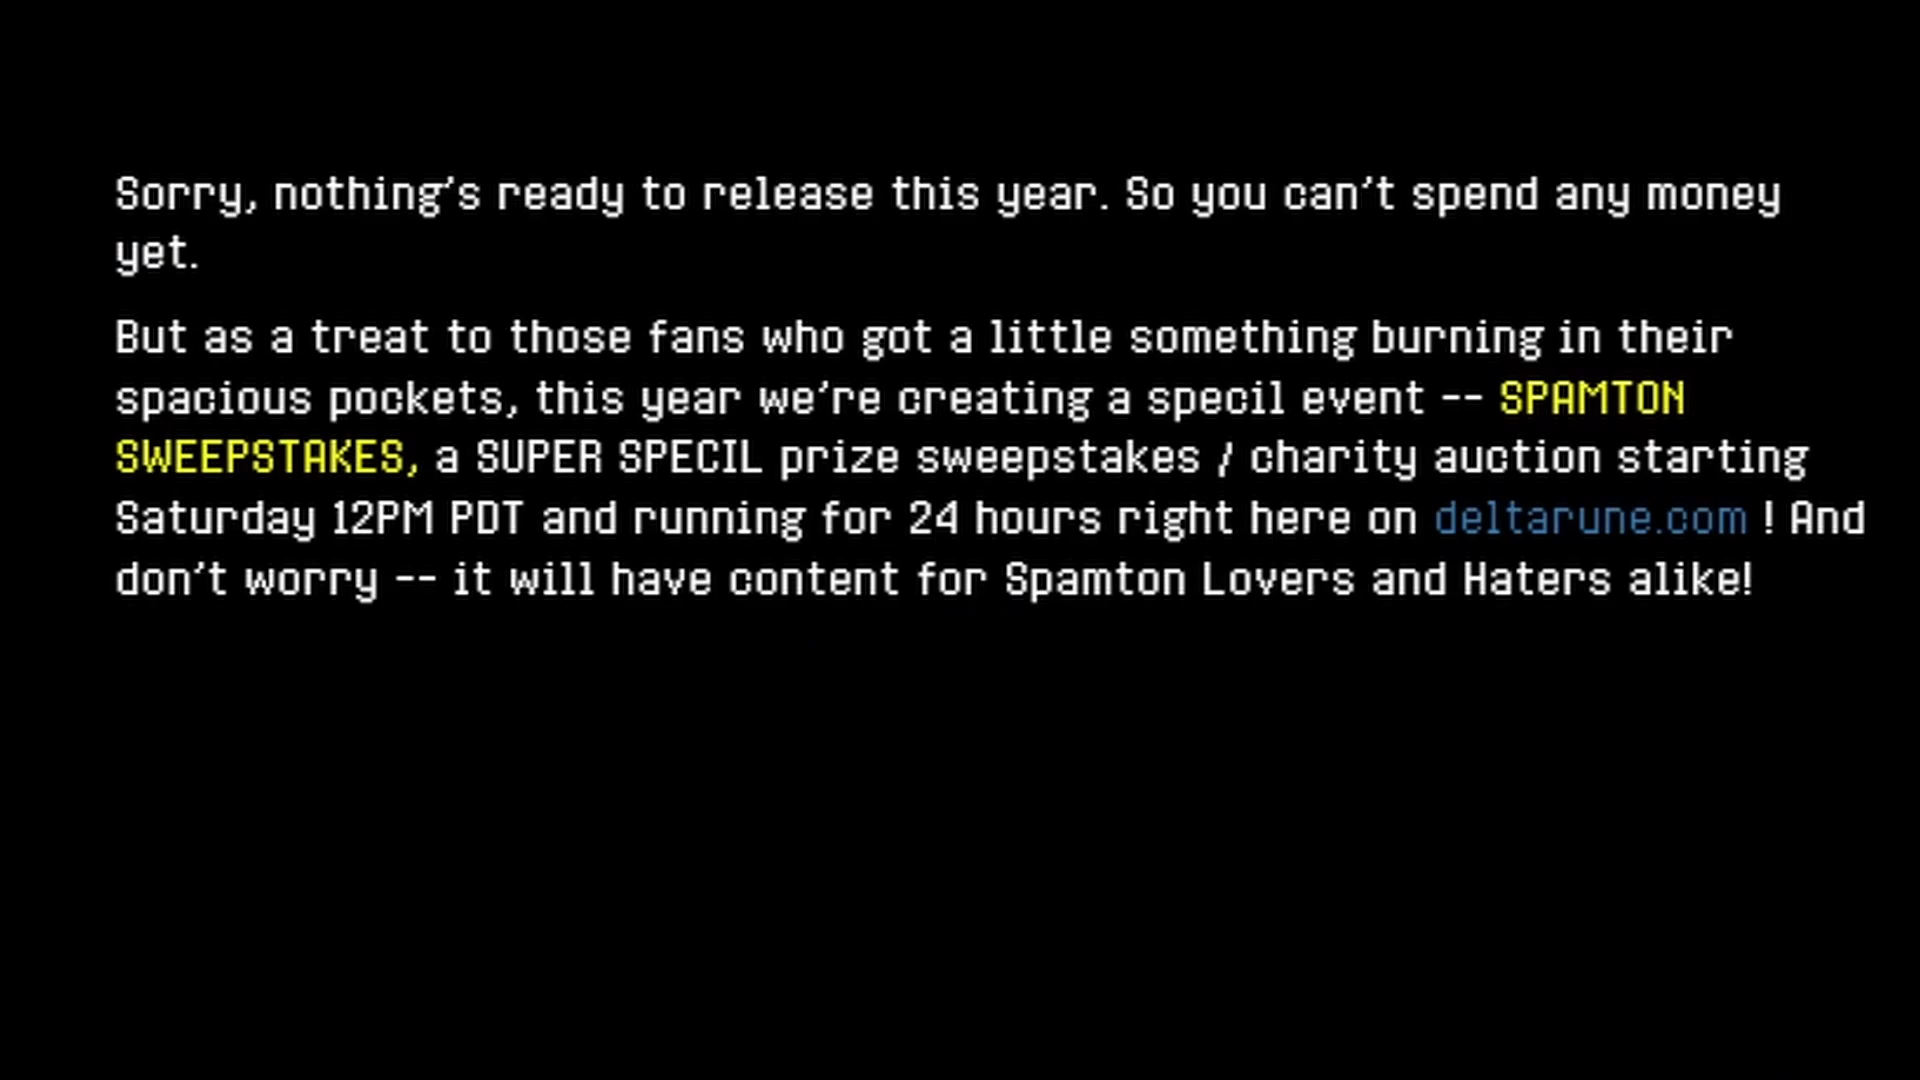 Sorry, nothing's ready to release this year. So you can't spend any money
yet.
But as a treat to those fans who got a little something burning in their
spacious pockets, this year we're creating a specil event -- SPAMTON
SWEEPSTAKES, a SUPER SPECIL prize sweepstakes / charity auction starting
Saturday 12PM PDT and running for 24 hours right here on deltarune.com ! And
don't worry -- it will have content for Spamton Lovers and Haters alike!